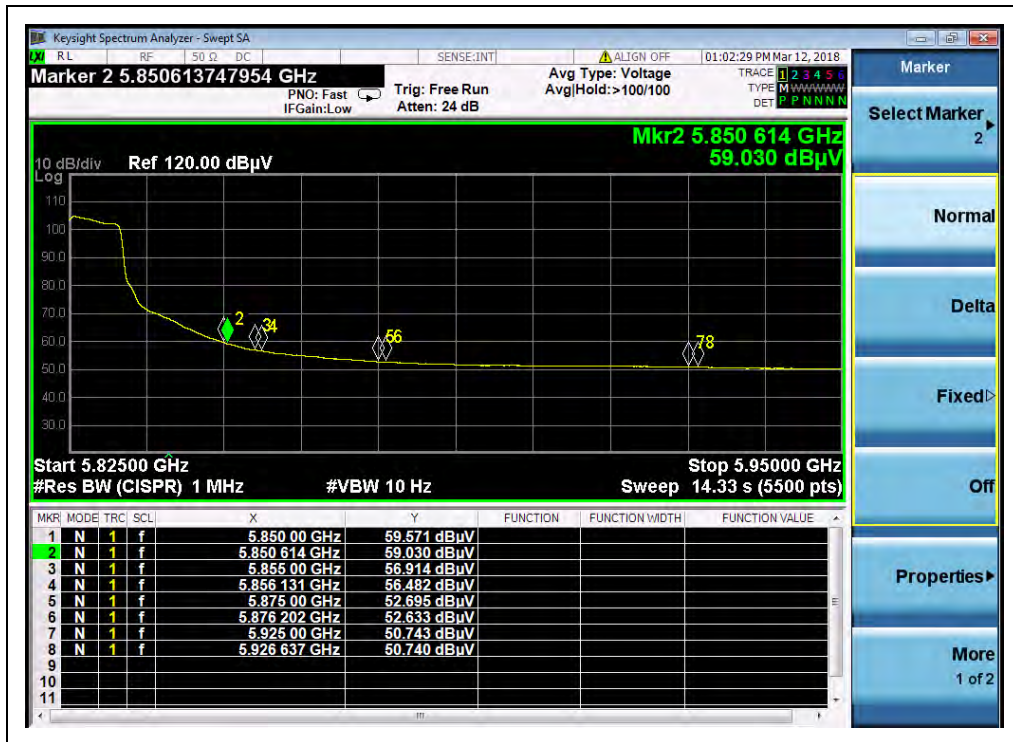 Keysight Spectrum Analyzer - Swept SA
LXI RL RF 50 Ω DC SENSE:INT ALIGN OFF 01:02:29 PM Mar 12, 2018
Marker 2 5.850613747954 GHz
PNO: Fast
IFGain:Low
Trig: Free Run
Atten: 24 dB
Avg Type: Voltage
Avg|Hold:>100/100
TRACE 1 2 3 4 5 6
TYPE M W W W W W
DET P P N N N N
Mkr2 5.850 614 GHz
59.030 dBµV
10 dB/div Ref 120.00 dBµV
Log
110
100
90.0
80.0
70.0
60.0
50.0
40.0
30.0
2
34
56
78
Start 5.82500 GHz Stop 5.95000 GHz
#Res BW (CISPR) 1 MHz #VBW 10 Hz Sweep 14.33 s (5500 pts)
MKR MODE TRC SCL X Y FUNCTION FUNCTION WIDTH FUNCTION VALUE
1 N 1 f 5.850 00 GHz 59.571 dBµV
2 N 1 f 5.850 614 GHz 59.030 dBµV
3 N 1 f 5.855 00 GHz 56.914 dBµV
4 N 1 f 5.856 131 GHz 56.482 dBµV
5 N 1 f 5.875 00 GHz 52.695 dBµV
6 N 1 f 5.876 202 GHz 52.633 dBµV
7 N 1 f 5.925 00 GHz 50.743 dBµV
8 N 1 f 5.926 637 GHz 50.740 dBµV
9
10
11
Marker
Select Marker
2
Normal
Delta
Fixed
Off
Properties
More
1 of 2